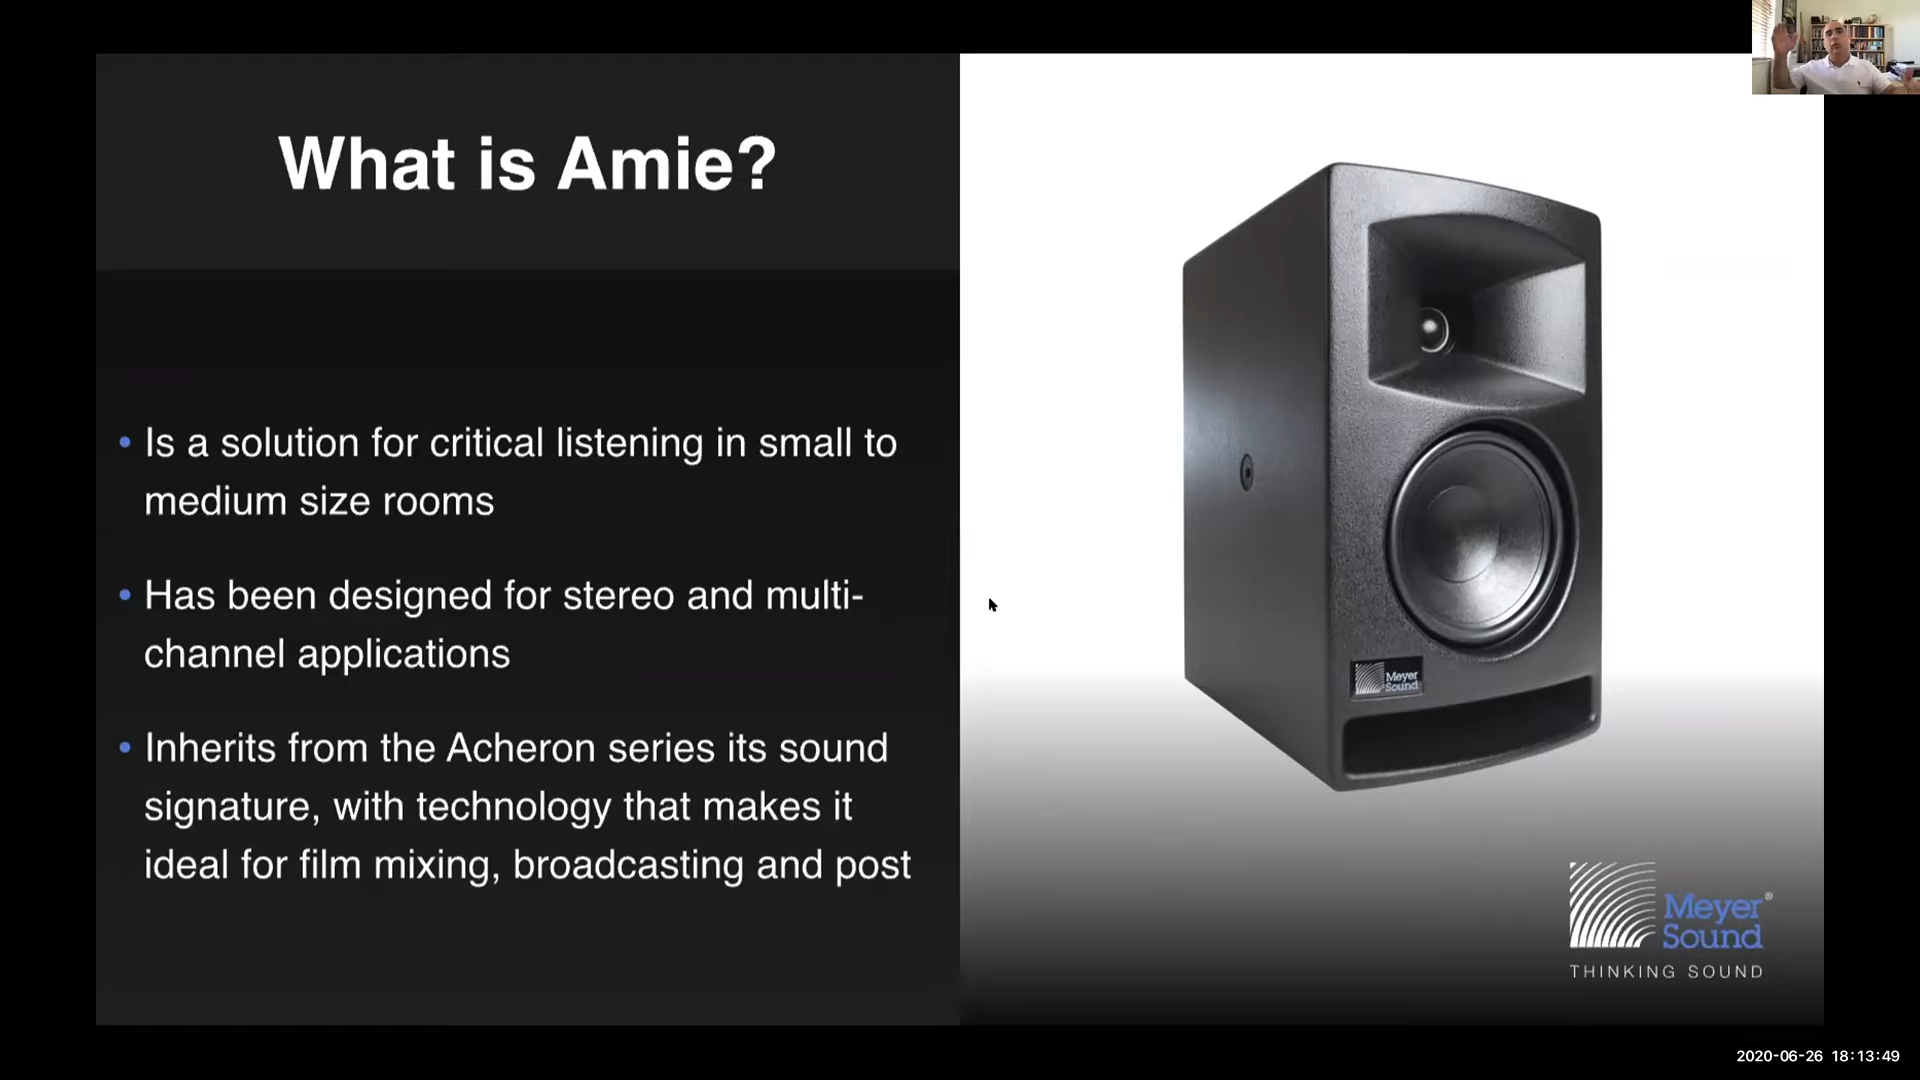 What is Amie?
• Is a solution for critical listening in small to
medium size rooms
• Has been designed for stereo and multi-
channel applications
• Inherits from the Acheron series its sound
signature, with technology that makes it
ideal for film mixing, broadcasting and post
Meyer
Sound
Meyer®
Sound
THINKING SOUND
2020-06-26 18:13:49